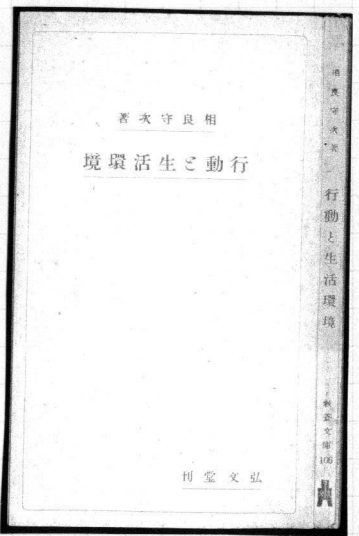 著次守良相
境環活生と動行
刊堂文弘
相良守次著
行動と生活環境
教養文庫
106